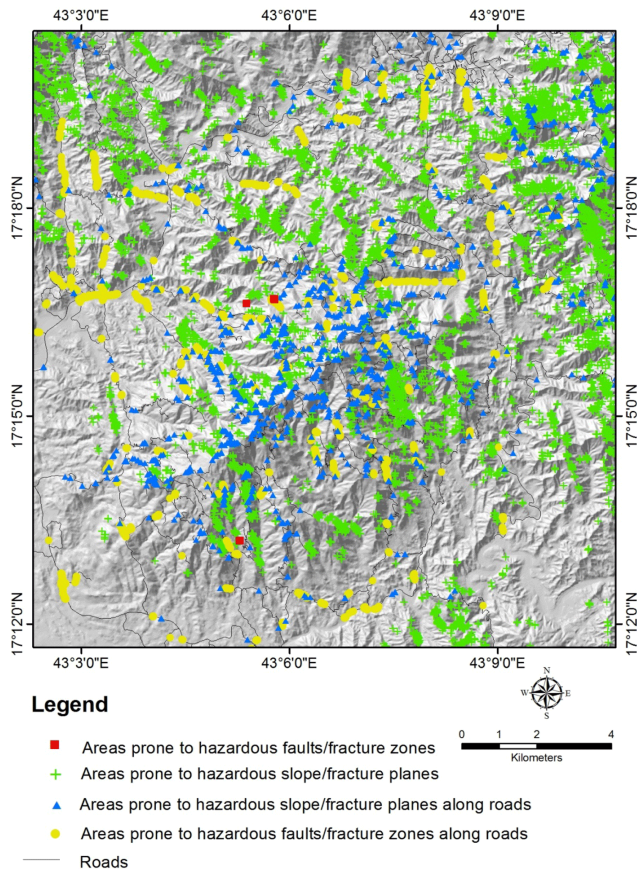 43°3'0"E 43°6'0"E 43°9'0"E
17°18'0"N 17°18'0"N
17°15'0"N 17°15'0"N
17°12'0"N 17°12'0"N
43°3'0"E 43°6'0"E 43°9'0"E
N
W E
S
Legend
0 1 2 4
Kilometers
Areas prone to hazardous faults/fracture zones
Areas prone to hazardous slope/fracture planes
Areas prone to hazardous slope/fracture planes along roads
Areas prone to hazardous faults/fracture zones along roads
Roads